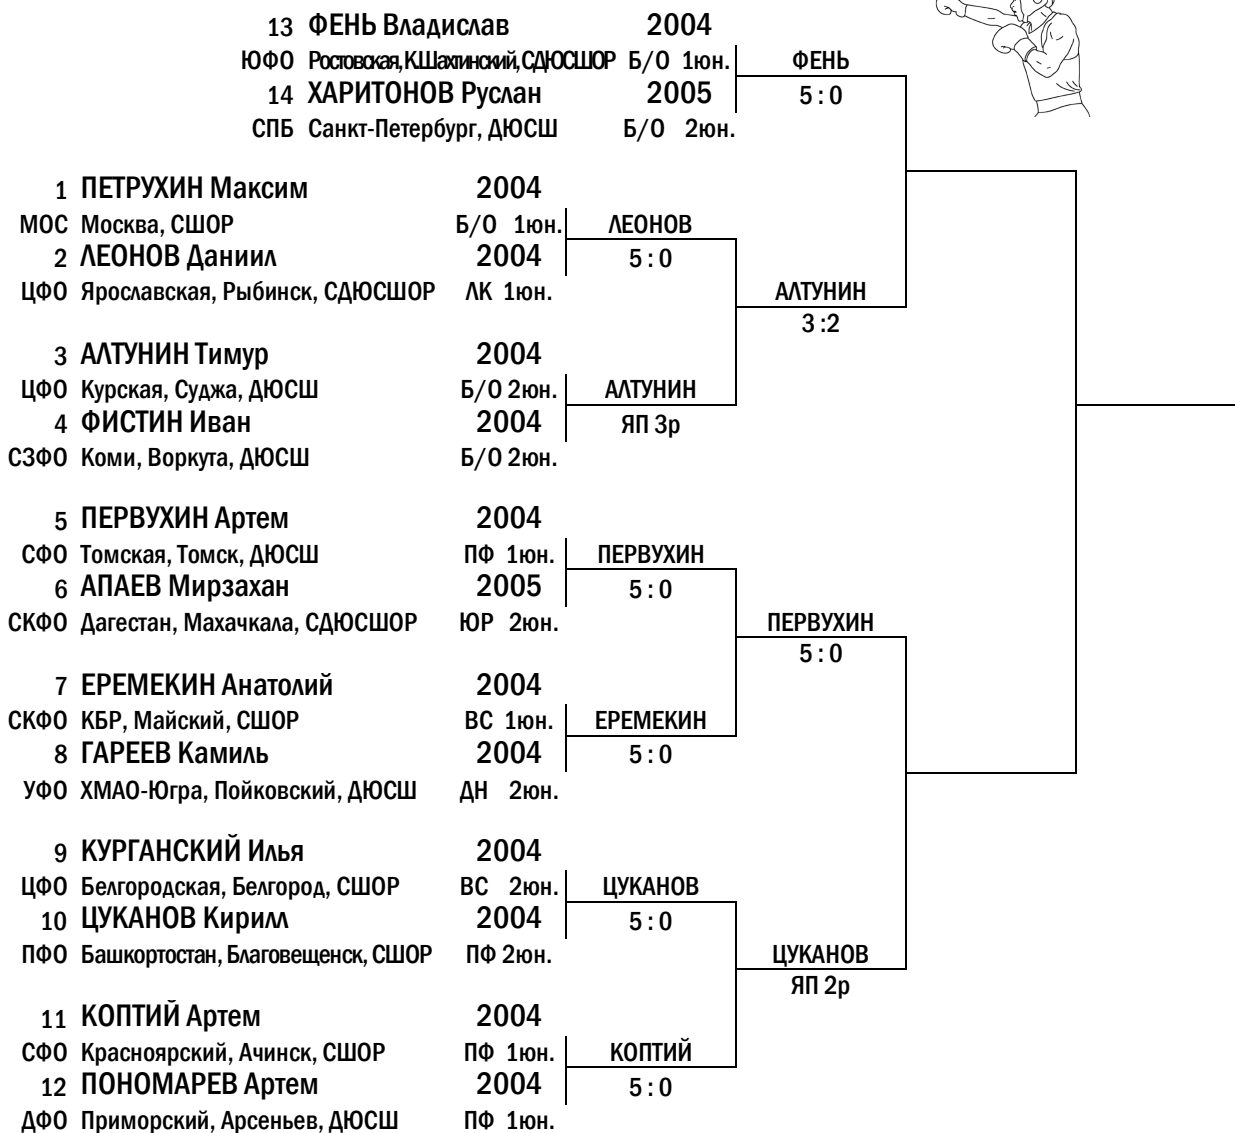 13 ФЕНЬ Владислав 2004
ЮФО Ростовская, К.Шахтинский, СДЮСШОР Б/О 1юн. ФЕНЬ
14 ХАРИТОНОВ Руслан 2005 5 : 0
СПБ Санкт-Петербург, ДЮСШ Б/О 2юн.
1 ПЕТРУХИН Максим 2004
МОС Москва, СШОР Б/О 1юн. ЛЕОНОВ
2 ЛЕОНОВ Даниил 2004 5 : 0
ЦФО Ярославская, Рыбинск, СДЮСШОР ЛК 1юн. АЛТУНИН
3 :2
3 АЛТУНИН Тимур 2004
ЦФО Курская, Суджа, ДЮСШ Б/О 2юн. АЛТУНИН
4 ФИСТИН Иван 2004 ЯП 3р
СЗФО Коми, Воркута, ДЮСШ Б/О 2юн.
5 ПЕРВУХИН Артем 2004
СФО Томская, Томск, ДЮСШ ПФ 1юн. ПЕРВУХИН
6 АПАЕВ Мирзахан 2005 5 : 0
СКФО Дагестан, Махачкала, СДЮСШОР ЮР 2юн. ПЕРВУХИН
5 : 0
7 ЕРЕМЕКИН Анатолий 2004
СКФО КБР, Майский, СШОР ВС 1юн. ЕРЕМЕКИН
8 ГАРЕЕВ Камиль 2004 5 : 0
УФО ХМАО-Югра, Пойковский, ДЮСШ ДН 2юн.
9 КУРГАНСКИЙ Илья 2004
ЦФО Белгородская, Белгород, СШОР ВС 2юн. ЦУКАНОВ
10 ЦУКАНОВ Кирилл 2004 5 : 0
ПФО Башкортостан, Благовещенск, СШОР ПФ 2юн. ЦУКАНОВ
ЯП 2р
11 КОПТИЙ Артем 2004
СФО Красноярский, Ачинск, СШОР ПФ 1юн. КОПТИЙ
12 ПОНОМАРЕВ Артем 2004 5 : 0
ДФО Приморский, Арсеньев, ДЮСШ ПФ 1юн.